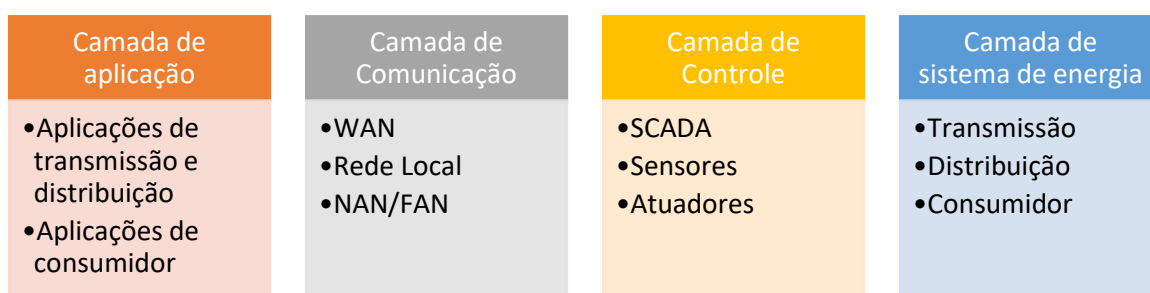 Camada de
aplicação
•Aplicações de
transmissão e
distribuição
•Aplicações de
consumidor
Camada de
Comunicação
•WAN
•Rede Local
•NAN/FAN
Camada de
Controle
•SCADA
•Sensores
•Atuadores
Camada de
sistema de energia
•Transmissão
•Distribuição
•Consumidor